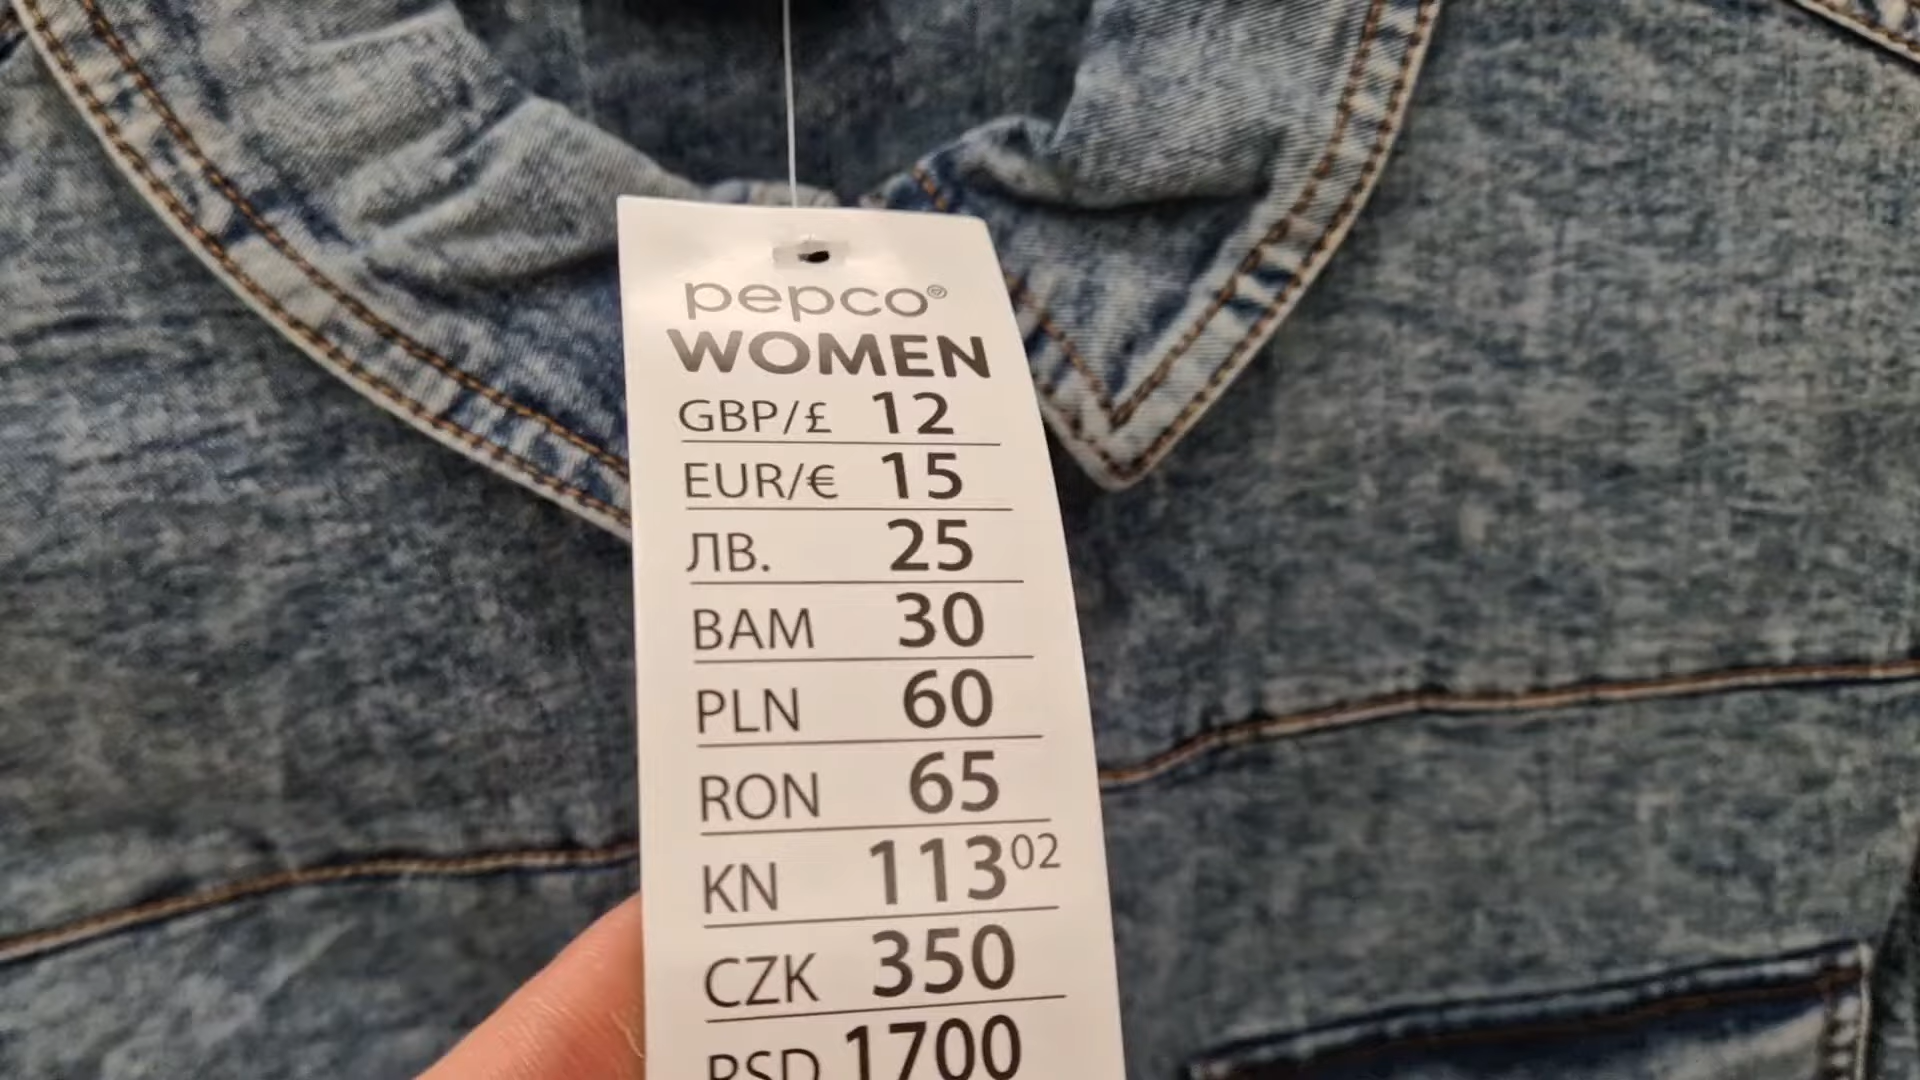 pepco®
WOMEN
GBP/£ 12
EUR/€ 15
ЛВ. 25
BAM 30
PLN 60
RON 65
KN 113⁰²
CZK 350
RSD 1700